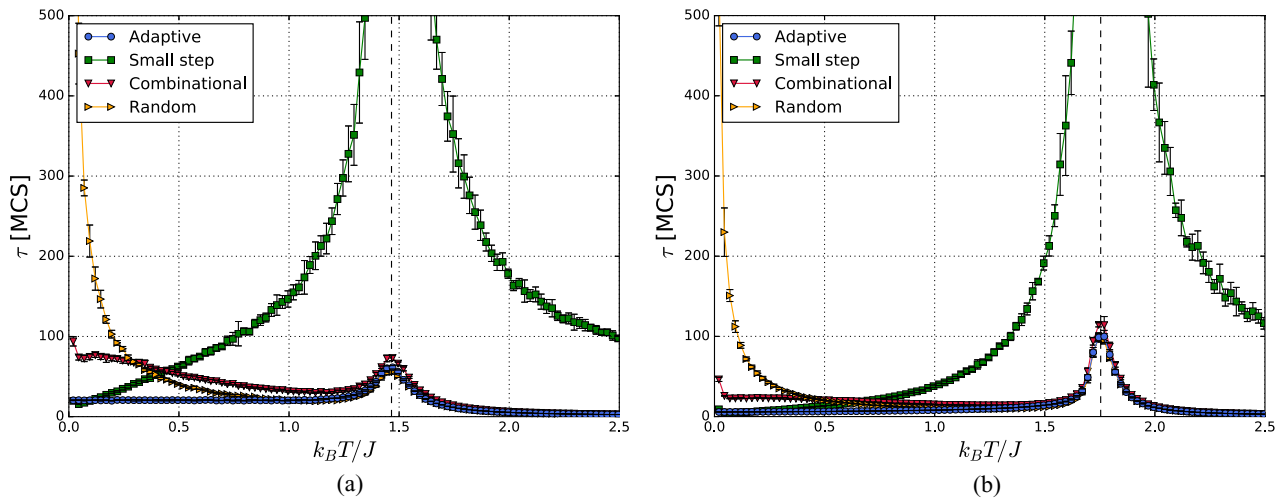 500
400
300
200
100
0
τ [MCS]
Adaptive
Small step
Combinational
Random
0.0 0.5 1.0 1.5 2.0 2.5
k_BT/J
(a)
500
400
300
200
100
0
τ [MCS]
Adaptive
Small step
Combinational
Random
0.0 0.5 1.0 1.5 2.0 2.5
k_BT/J
(b)